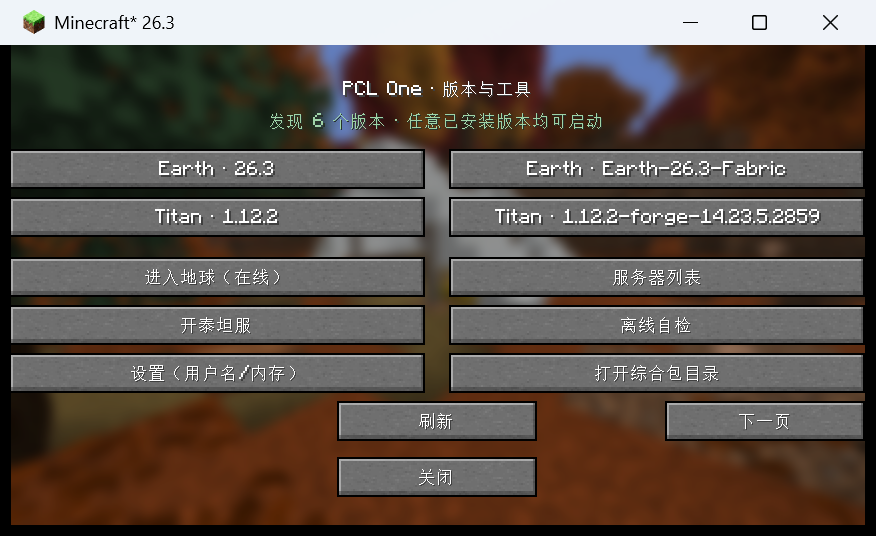 Minecraft* 26.3
PCL One · 版本与工具
发现 6 个版本 · 任意已安装版本均可启动
Earth · 26.3
Earth · Earth-26.3-Fabric
Titan · 1.12.2
Titan · 1.12.2-forge-14.23.5.2859
进入地球（在线）
服务器列表
开泰坦服
离线自检
设置（用户名/内存）
打开综合包目录
刷新
下一页
关闭